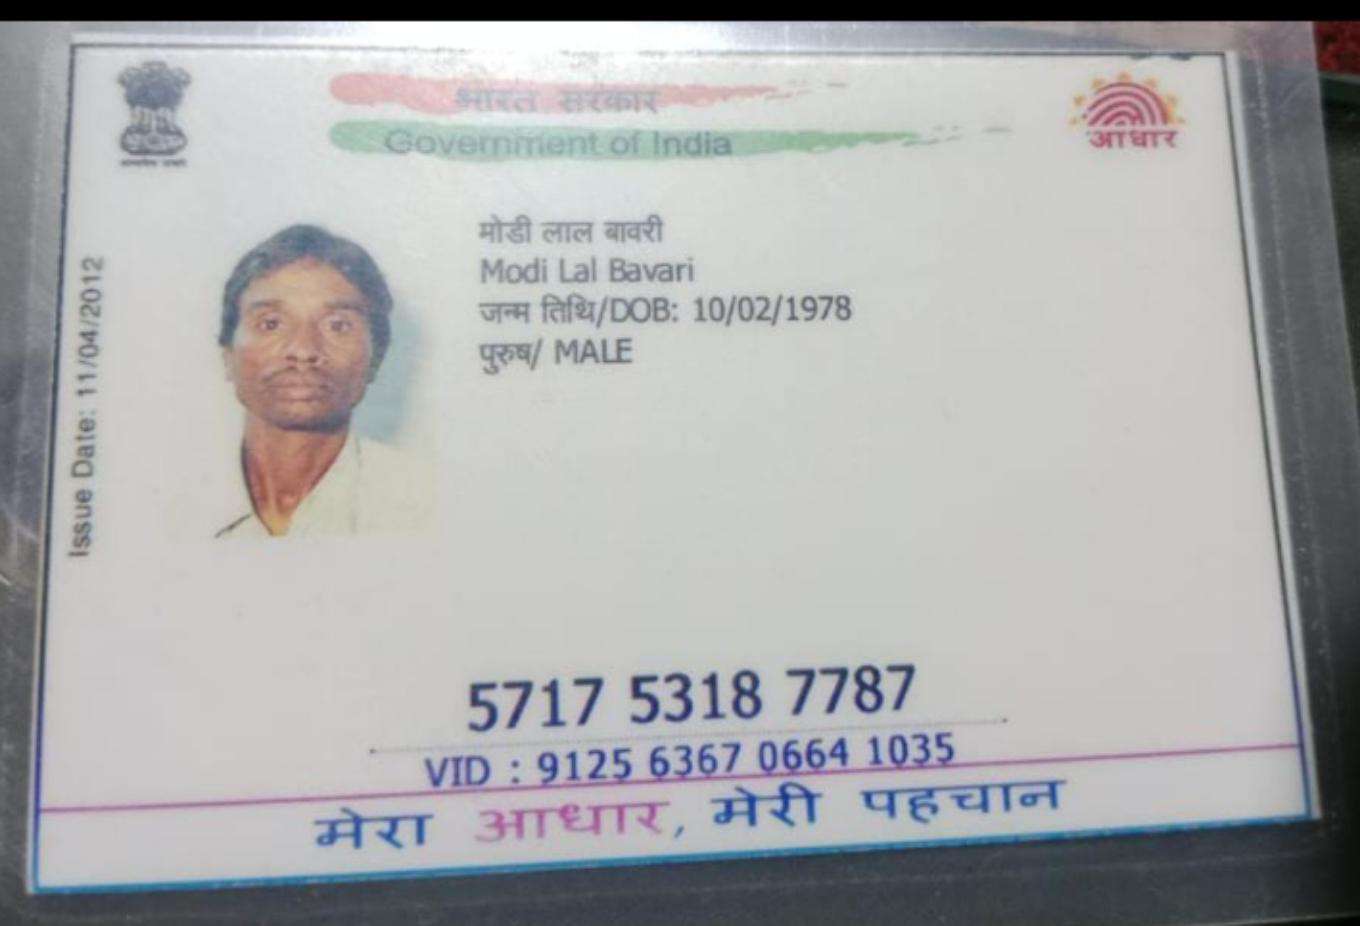 भारत सरकार
Government of India
आधार
Issue Date: 11/04/2012
मोडी लाल बावरी
Modi Lal Bavari
जन्म तिथि/DOB: 10/02/1978
पुरुष/ MALE
5717 5318 7787
VID : 9125 6367 0664 1035
मेरा आधार, मेरी पहचान